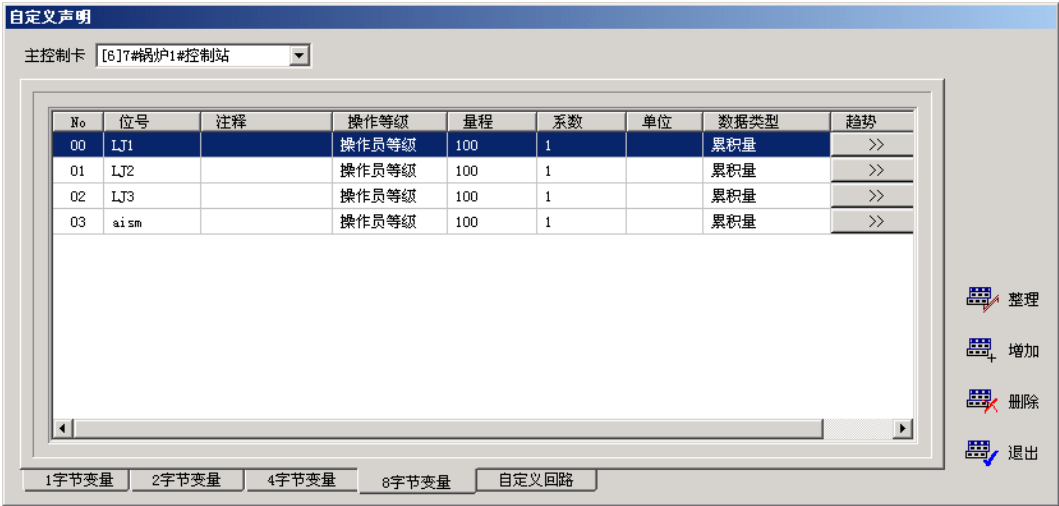 自定义声明
主控制卡 [6]7#锅炉1#控制站
No 位号 注释 操作等级 量程 系数 单位 数据类型 趋势
00 LJ1 操作员等级 100 1 累积量 >>
01 LJ2 操作员等级 100 1 累积量 >>
02 LJ3 操作员等级 100 1 累积量 >>
03 aism 操作员等级 100 1 累积量 >>
整理
增加
删除
退出
1字节变量 2字节变量 4字节变量 8字节变量 自定义回路